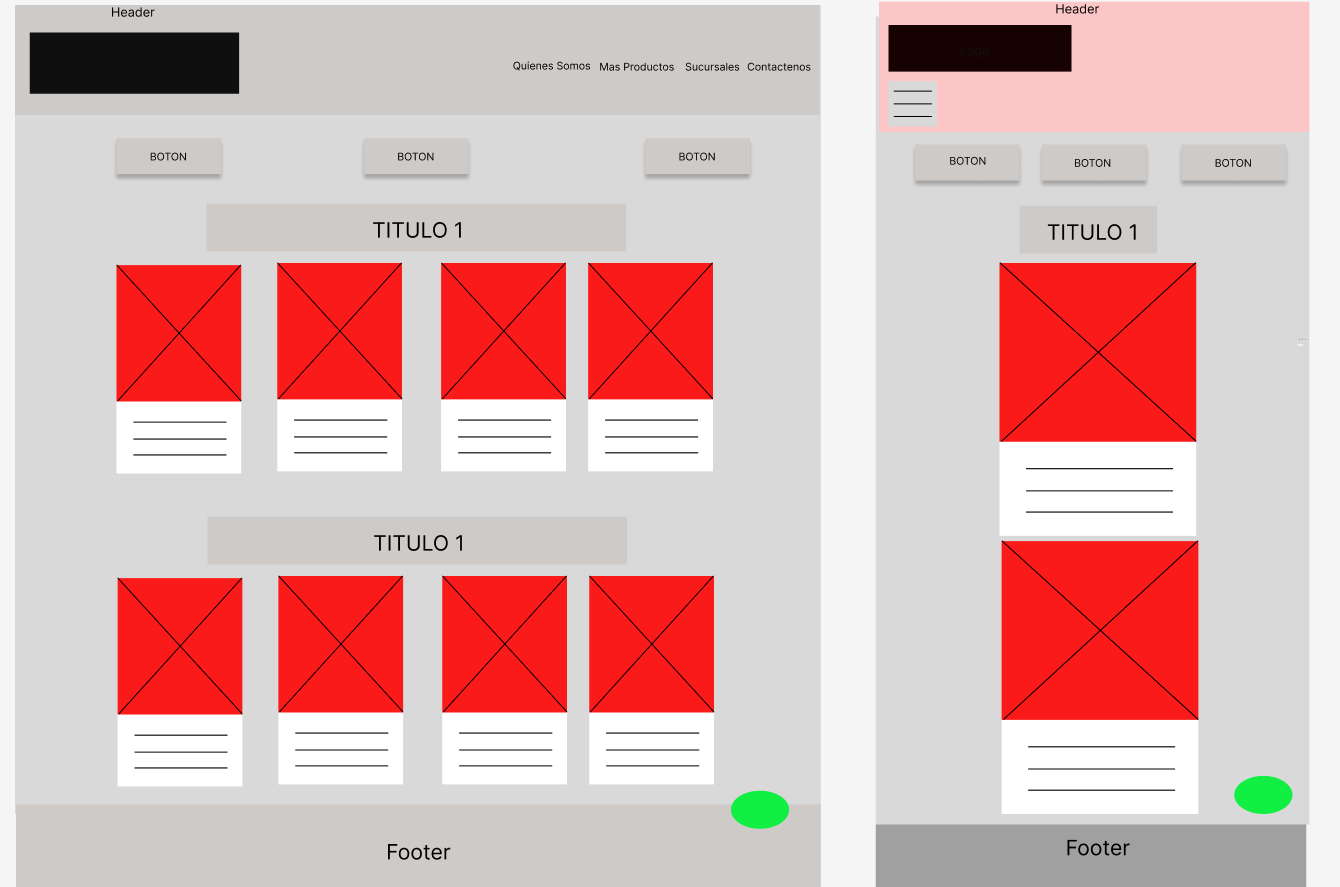 Header
Quienes Somos Mas Productos Sucursales Contactenos
BOTON BOTON BOTON
TITULO 1
TITULO 1
Footer
Header
Logo
BOTON BOTON BOTON
TITULO 1
Footer